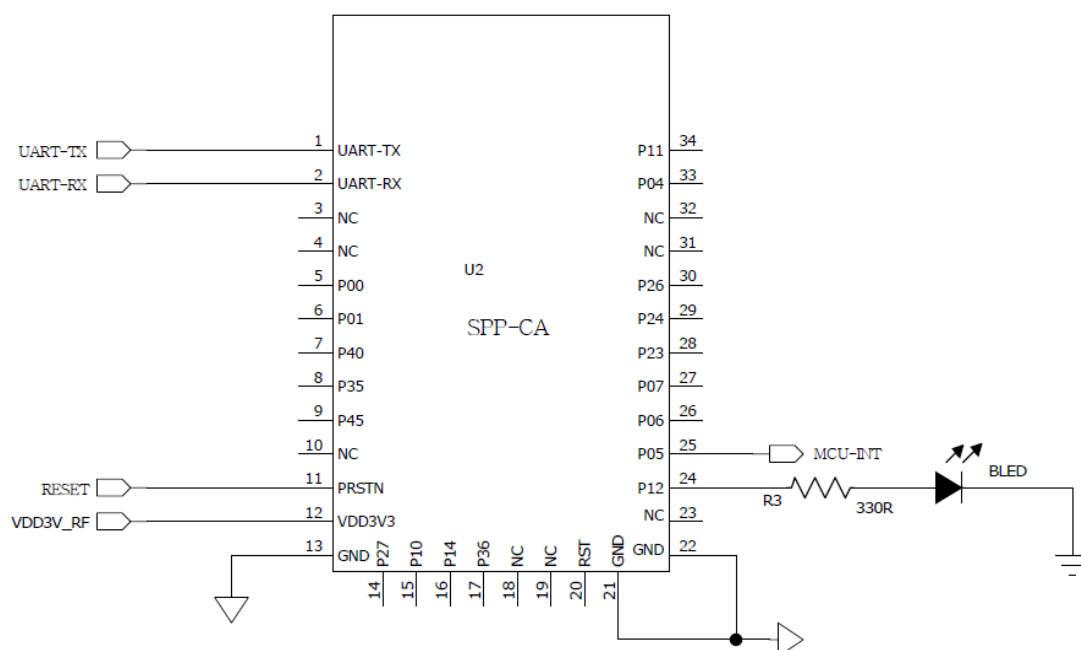 UART-TX 1 UART-TX P11 34
UART-RX 2 UART-RX P04 33
3 NC NC 32
4 NC NC 31
U2
5 P00 P26 30
6 P01 P24 29
SPP-CA
7 P40 P23 28
8 P35 P07 27
9 P45 P06 26
10 NC P05 25 MCU-INT
RESET 11 PRSTN P12 24 R3 330R BLED
VDD3V_RF 12 VDD3V3 NC 23
13 GND GND 22
P27 P10 P14 P36 NC NC RST GND
14 15 16 17 18 19 20 21